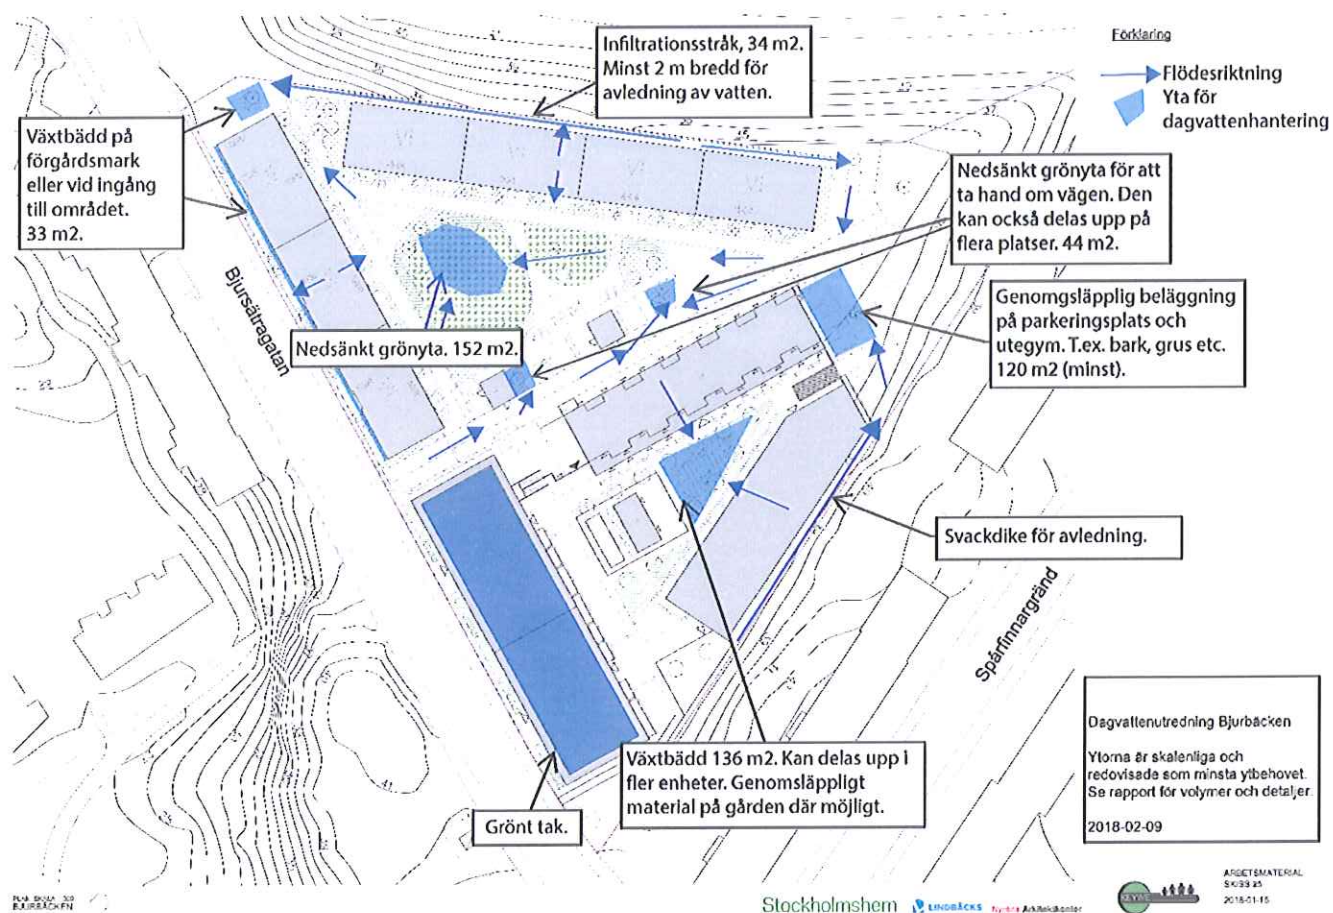 Infiltrationsstråk, 34 m2.
Minst 2 m bredd för
avledning av vatten.
Förklaring
Flödesriktning
Yta för
dagvattenhantering
Växtbädd på
förgårdsmark
eller vid ingång
till området.
33 m2.
Nedsänkt grönyta för att
ta hand om vägen. Den
kan också delas upp på
flera platser. 44 m2.
Bjursätragatan
Nedsänkt grönyta. 152 m2.
Genomgsläpplig beläggning
på parkeringsplats och
utegym. T.ex. bark, grus etc.
120 m2 (minst).
Svackdike för avledning.
Spårfinnargränd
Växtbädd 136 m2. Kan delas upp i
fler enheter. Genomsläppligt
material på gården där möjligt.
Grönt tak.
Dagvattenutredning Bjurbäcken
Ytorna är skalenliga och
redovisade som minsta ytbehovet.
Se rapport för volymer och detaljer.
2018-02-09
BJURBÄCKEN
Stockholmshem
LINDBÄCKS
Arkitektkontor
ARBETSMATERIAL
SKISS 25
2018-01-15